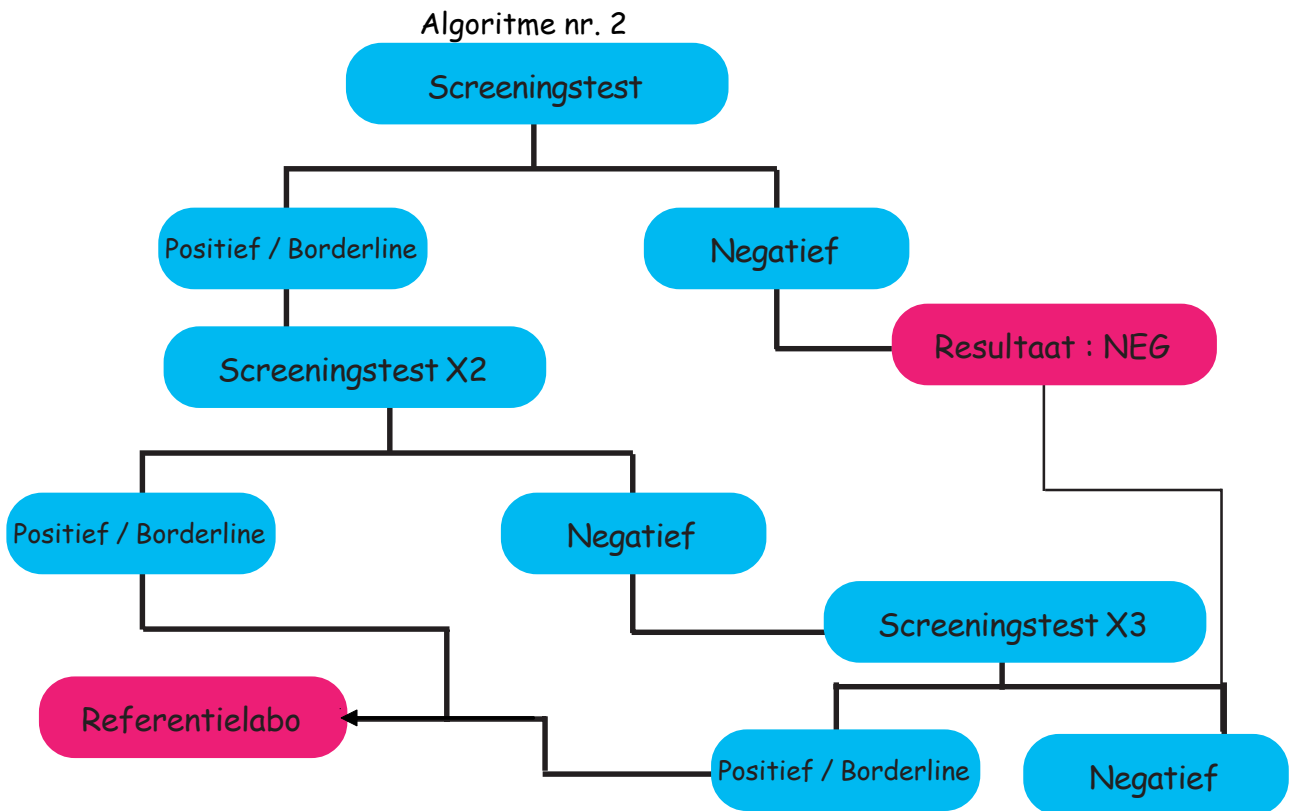 Algoritme nr. 2
Screeningstest
Positief / Borderline
Negatief
Resultaat : NEG
Screeningstest X2
Positief / Borderline
Negatief
Screeningstest X3
Referentielabo
Positief / Borderline
Negatief